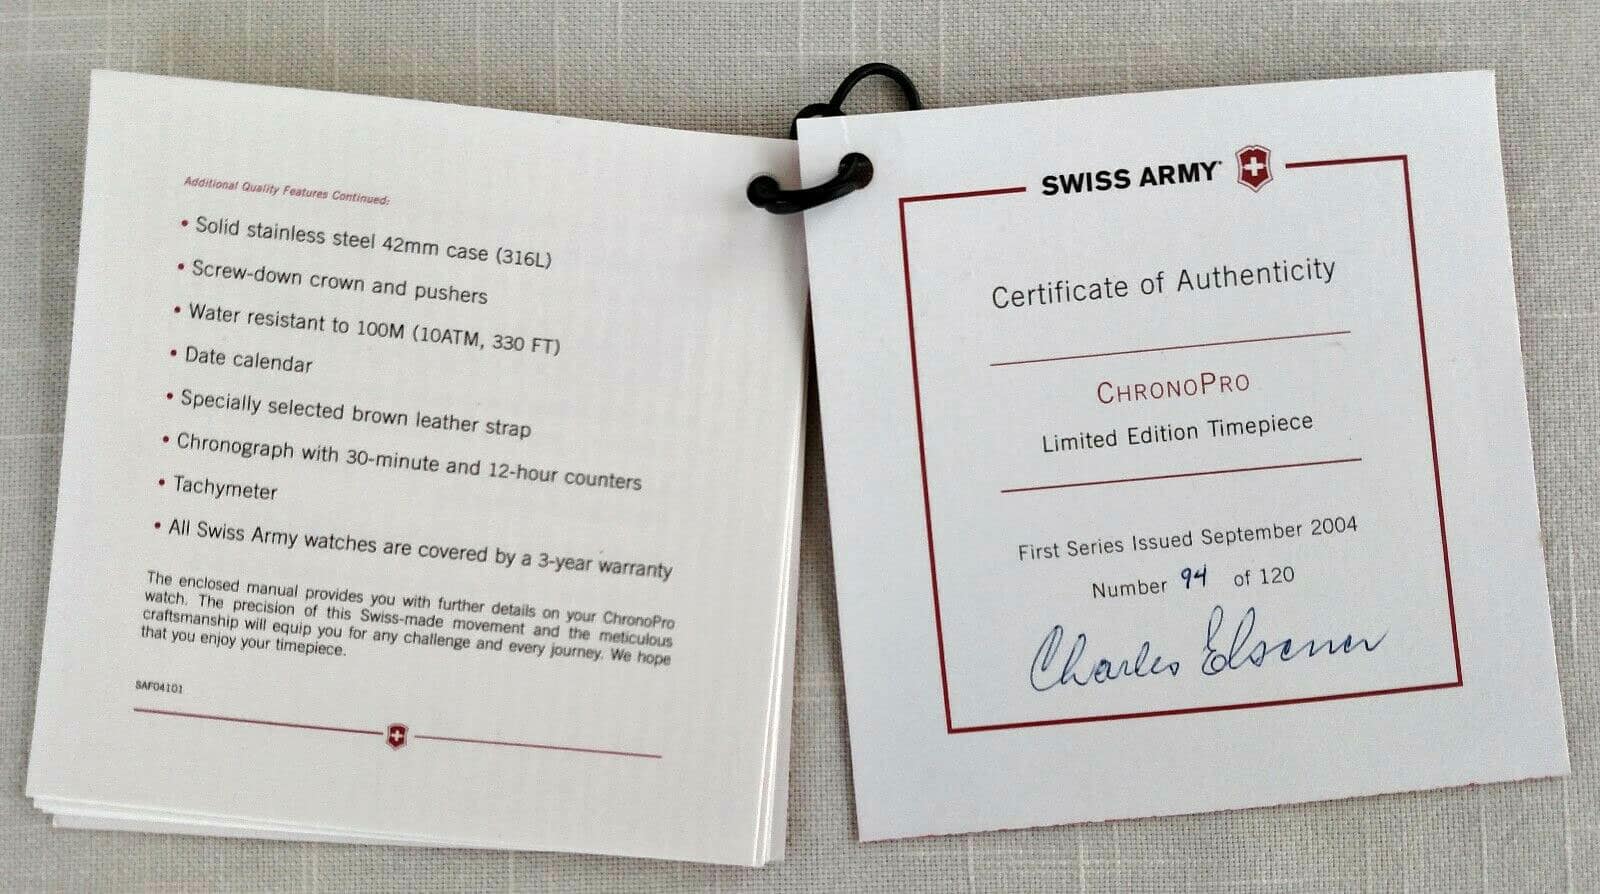 Additional Quality Features Continued:
• Solid stainless steel 42mm case (316L)
• Screw-down crown and pushers
• Water resistant to 100M (10ATM, 330 FT)
• Date calendar
• Specially selected brown leather strap
• Chronograph with 30-minute and 12-hour counters
• Tachymeter
• All Swiss Army watches are covered by a 3-year warranty
The enclosed manual provides you with further details on your ChronoPro
watch. The precision of this Swiss-made movement and the meticulous
craftsmanship will equip you for any challenge and every journey. We hope
that you enjoy your timepiece.
SAF04101
SWISS ARMY
Certificate of Authenticity
CHRONOPRO
Limited Edition Timepiece
First Series Issued September 2004
Number 94 of 120
Charles Elsener